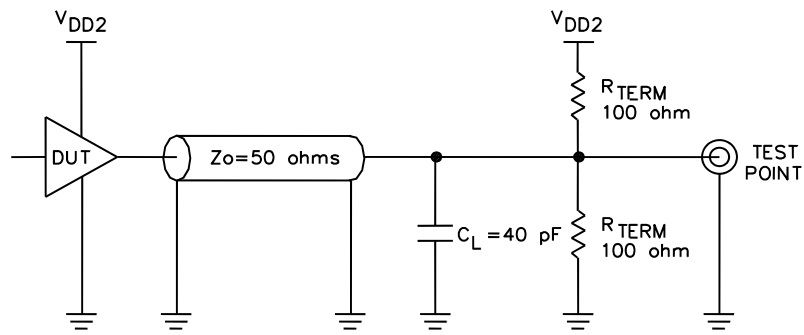 VDD2
VDD2
RTERM
100 ohm
DUT
Zo=50 ohms
TEST
POINT
CL =40 pF
RTERM
100 ohm